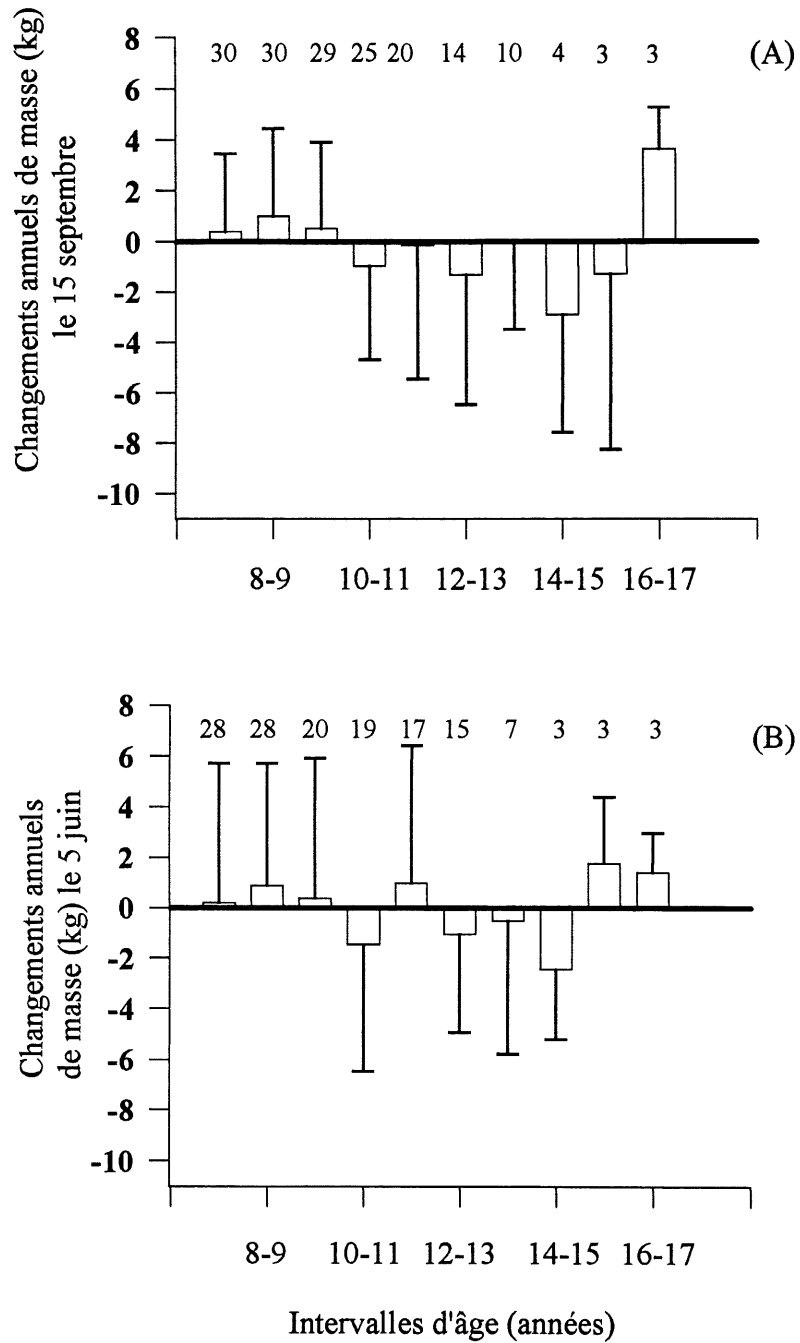 Changements annuels de masse (kg)
le 15 septembre
8
6
4
2
0
-2
-4
-6
-8
-10
30 30 29 25 20 14 10 4 3 3
(A)
8-9 10-11 12-13 14-15 16-17
Changements annuels
de masse (kg) le 5 juin
8
6
4
2
0
-2
-4
-6
-8
-10
28 28 20 19 17 15 7 3 3 3
(B)
8-9 10-11 12-13 14-15 16-17
Intervalles d'âge (années)